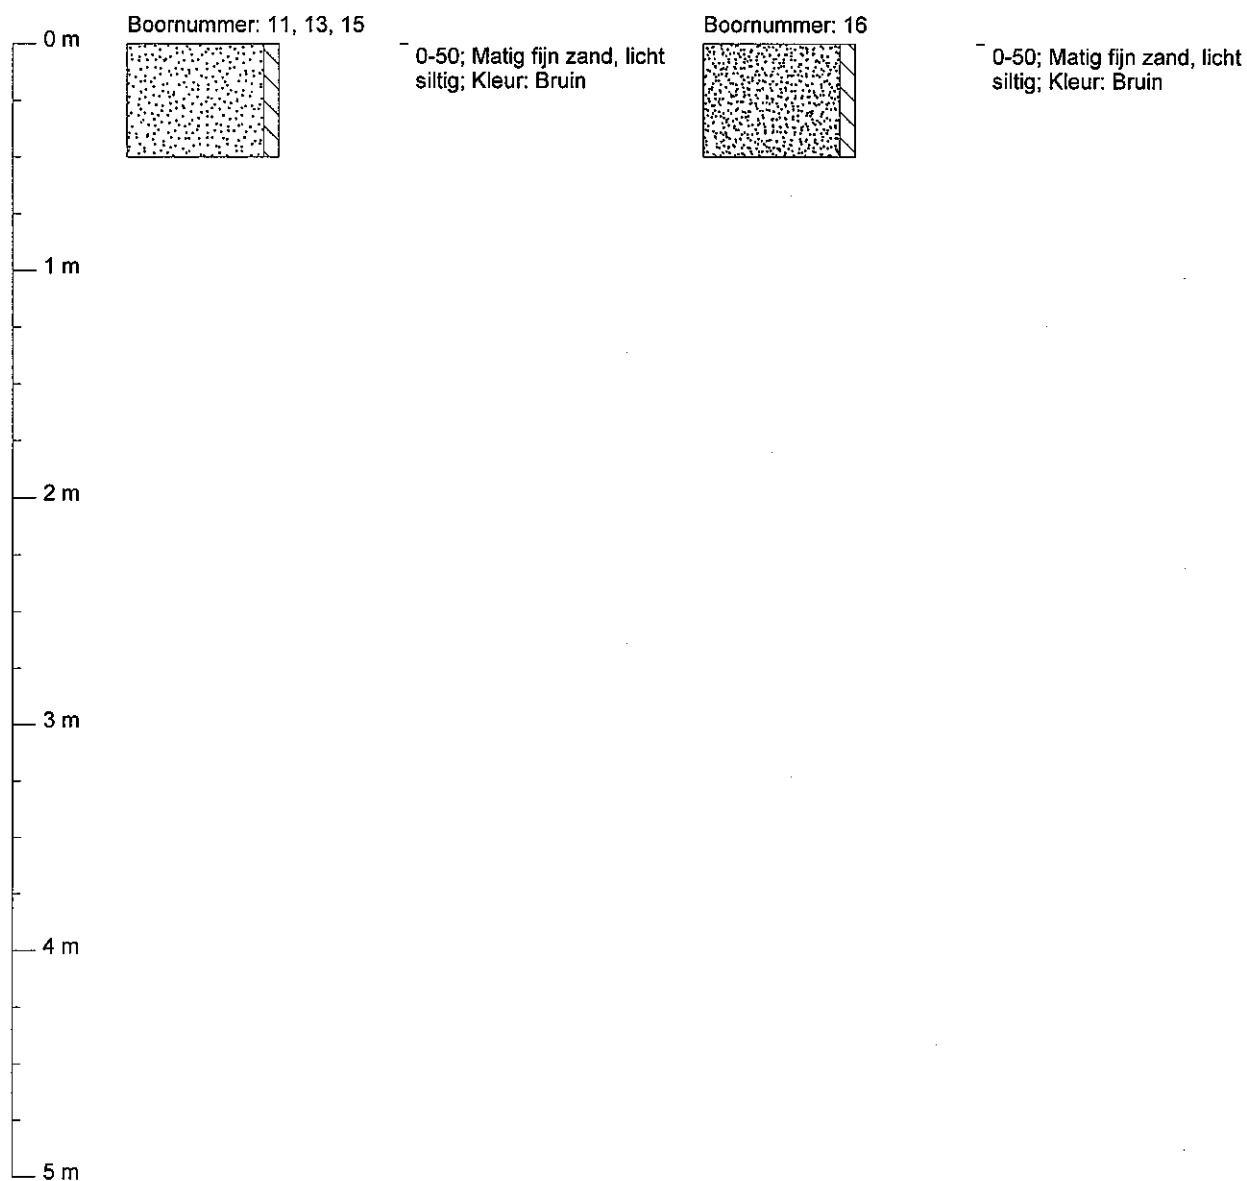 Boornummer: 11, 13, 15
0-50; Matig fijn zand, licht
siltig; Kleur: Bruin
Boornummer: 16
0-50; Matig fijn zand, licht
siltig; Kleur: Bruin
0 m
1 m
2 m
3 m
4 m
5 m